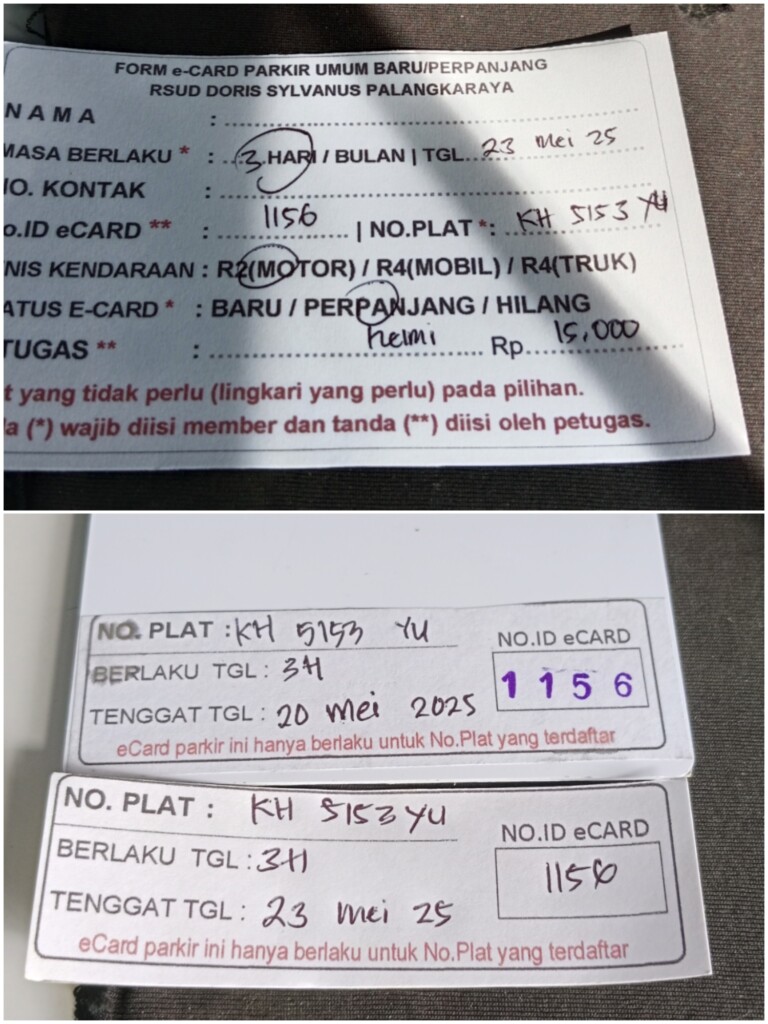 FORM e-CARD PARKIR UMUM BARU/PERPANJANG
RSUD DORIS SYLVANUS PALANGKARAYA
NAMA : ....................
MASA BERLAKU * : ..3.HARI / BULAN | TGL..23 Mei 25
NO. KONTAK : ....................
o.ID eCARD ** : 1156 | NO.PLAT *: KH 5153 YU
NIS KENDARAAN : R2(MOTOR) / R4(MOBIL) / R4(TRUK)
ATUS E-CARD * : BARU / PERPANJANG / HILANG
TUGAS ** : helmi Rp. 15.000
t yang tidak perlu (lingkari yang perlu) pada pilihan.
a (*) wajib diisi member dan tanda (**) diisi oleh petugas.
NO. PLAT : KH 5153 YU
BERLAKU TGL : 3H
TENGGAT TGL : 20 Mei 2025
NO.ID eCARD
1156
eCard parkir ini hanya berlaku untuk No.Plat yang terdaftar
NO. PLAT : KH 5153 YU
BERLAKU TGL : 3H
TENGGAT TGL : 23 Mei 25
NO.ID eCARD
1156
eCard parkir ini hanya berlaku untuk No.Plat yang terdaftar